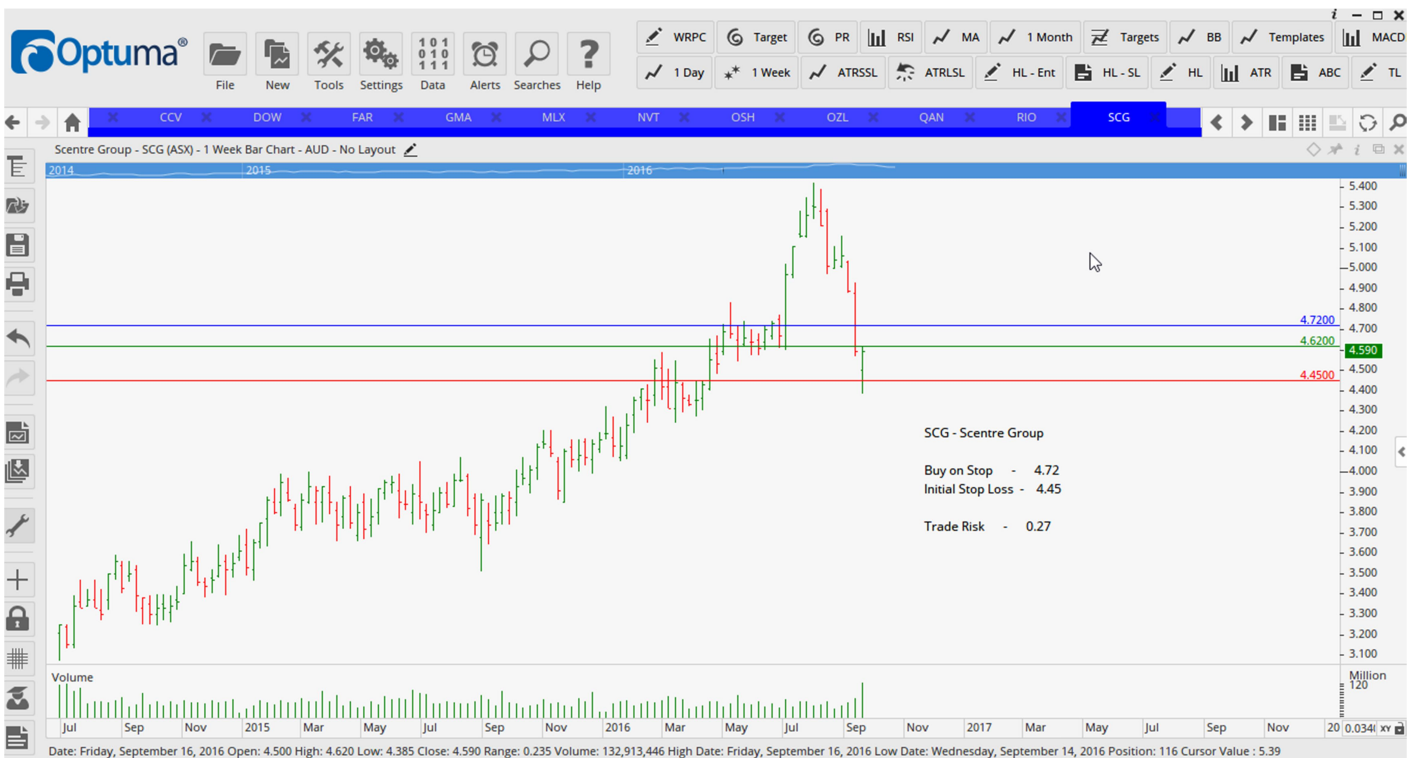 Optuma®
File
New
Tools
Settings
101 010 111
Data
Alerts
Searches
?
Help
WRPC
Target
PR
RSI
MA
1 Month
Targets
BB
Templates
MACD
1 Day
1 Week
ATRSSL
ATRLSL
HL - Ent
HL - SL
HL
ATR
ABC
TL
CCV
DOW
FAR
GMA
MLX
NVT
OSH
OZL
QAN
RIO
SCG
Scentre Group - SCG (ASX) - 1 Week Bar Chart - AUD - No Layout
2014
2015
2016
5.400
5.300
5.200
5.100
5.000
4.900
4.800
4.7200
4.700
4.6200
4.590
4.500
4.4500
4.400
4.300
4.200
4.100
4.000
3.900
3.800
3.700
3.600
3.500
3.400
3.300
3.200
3.100
SCG - Scentre Group
Buy on Stop - 4.72
Initial Stop Loss - 4.45
Trade Risk - 0.27
Volume
Million
120
Jul Sep Nov 2015 Mar May Jul Sep Nov 2016 Mar May Jul Sep Nov 2017 Mar May Jul Sep Nov 20
XY
Date: Friday, September 16, 2016 Open: 4.500 High: 4.620 Low: 4.385 Close: 4.590 Range: 0.235 Volume: 132,913,446 High Date: Friday, September 16, 2016 Low Date: Wednesday, September 14, 2016 Position: 116 Cursor Value : 5.39